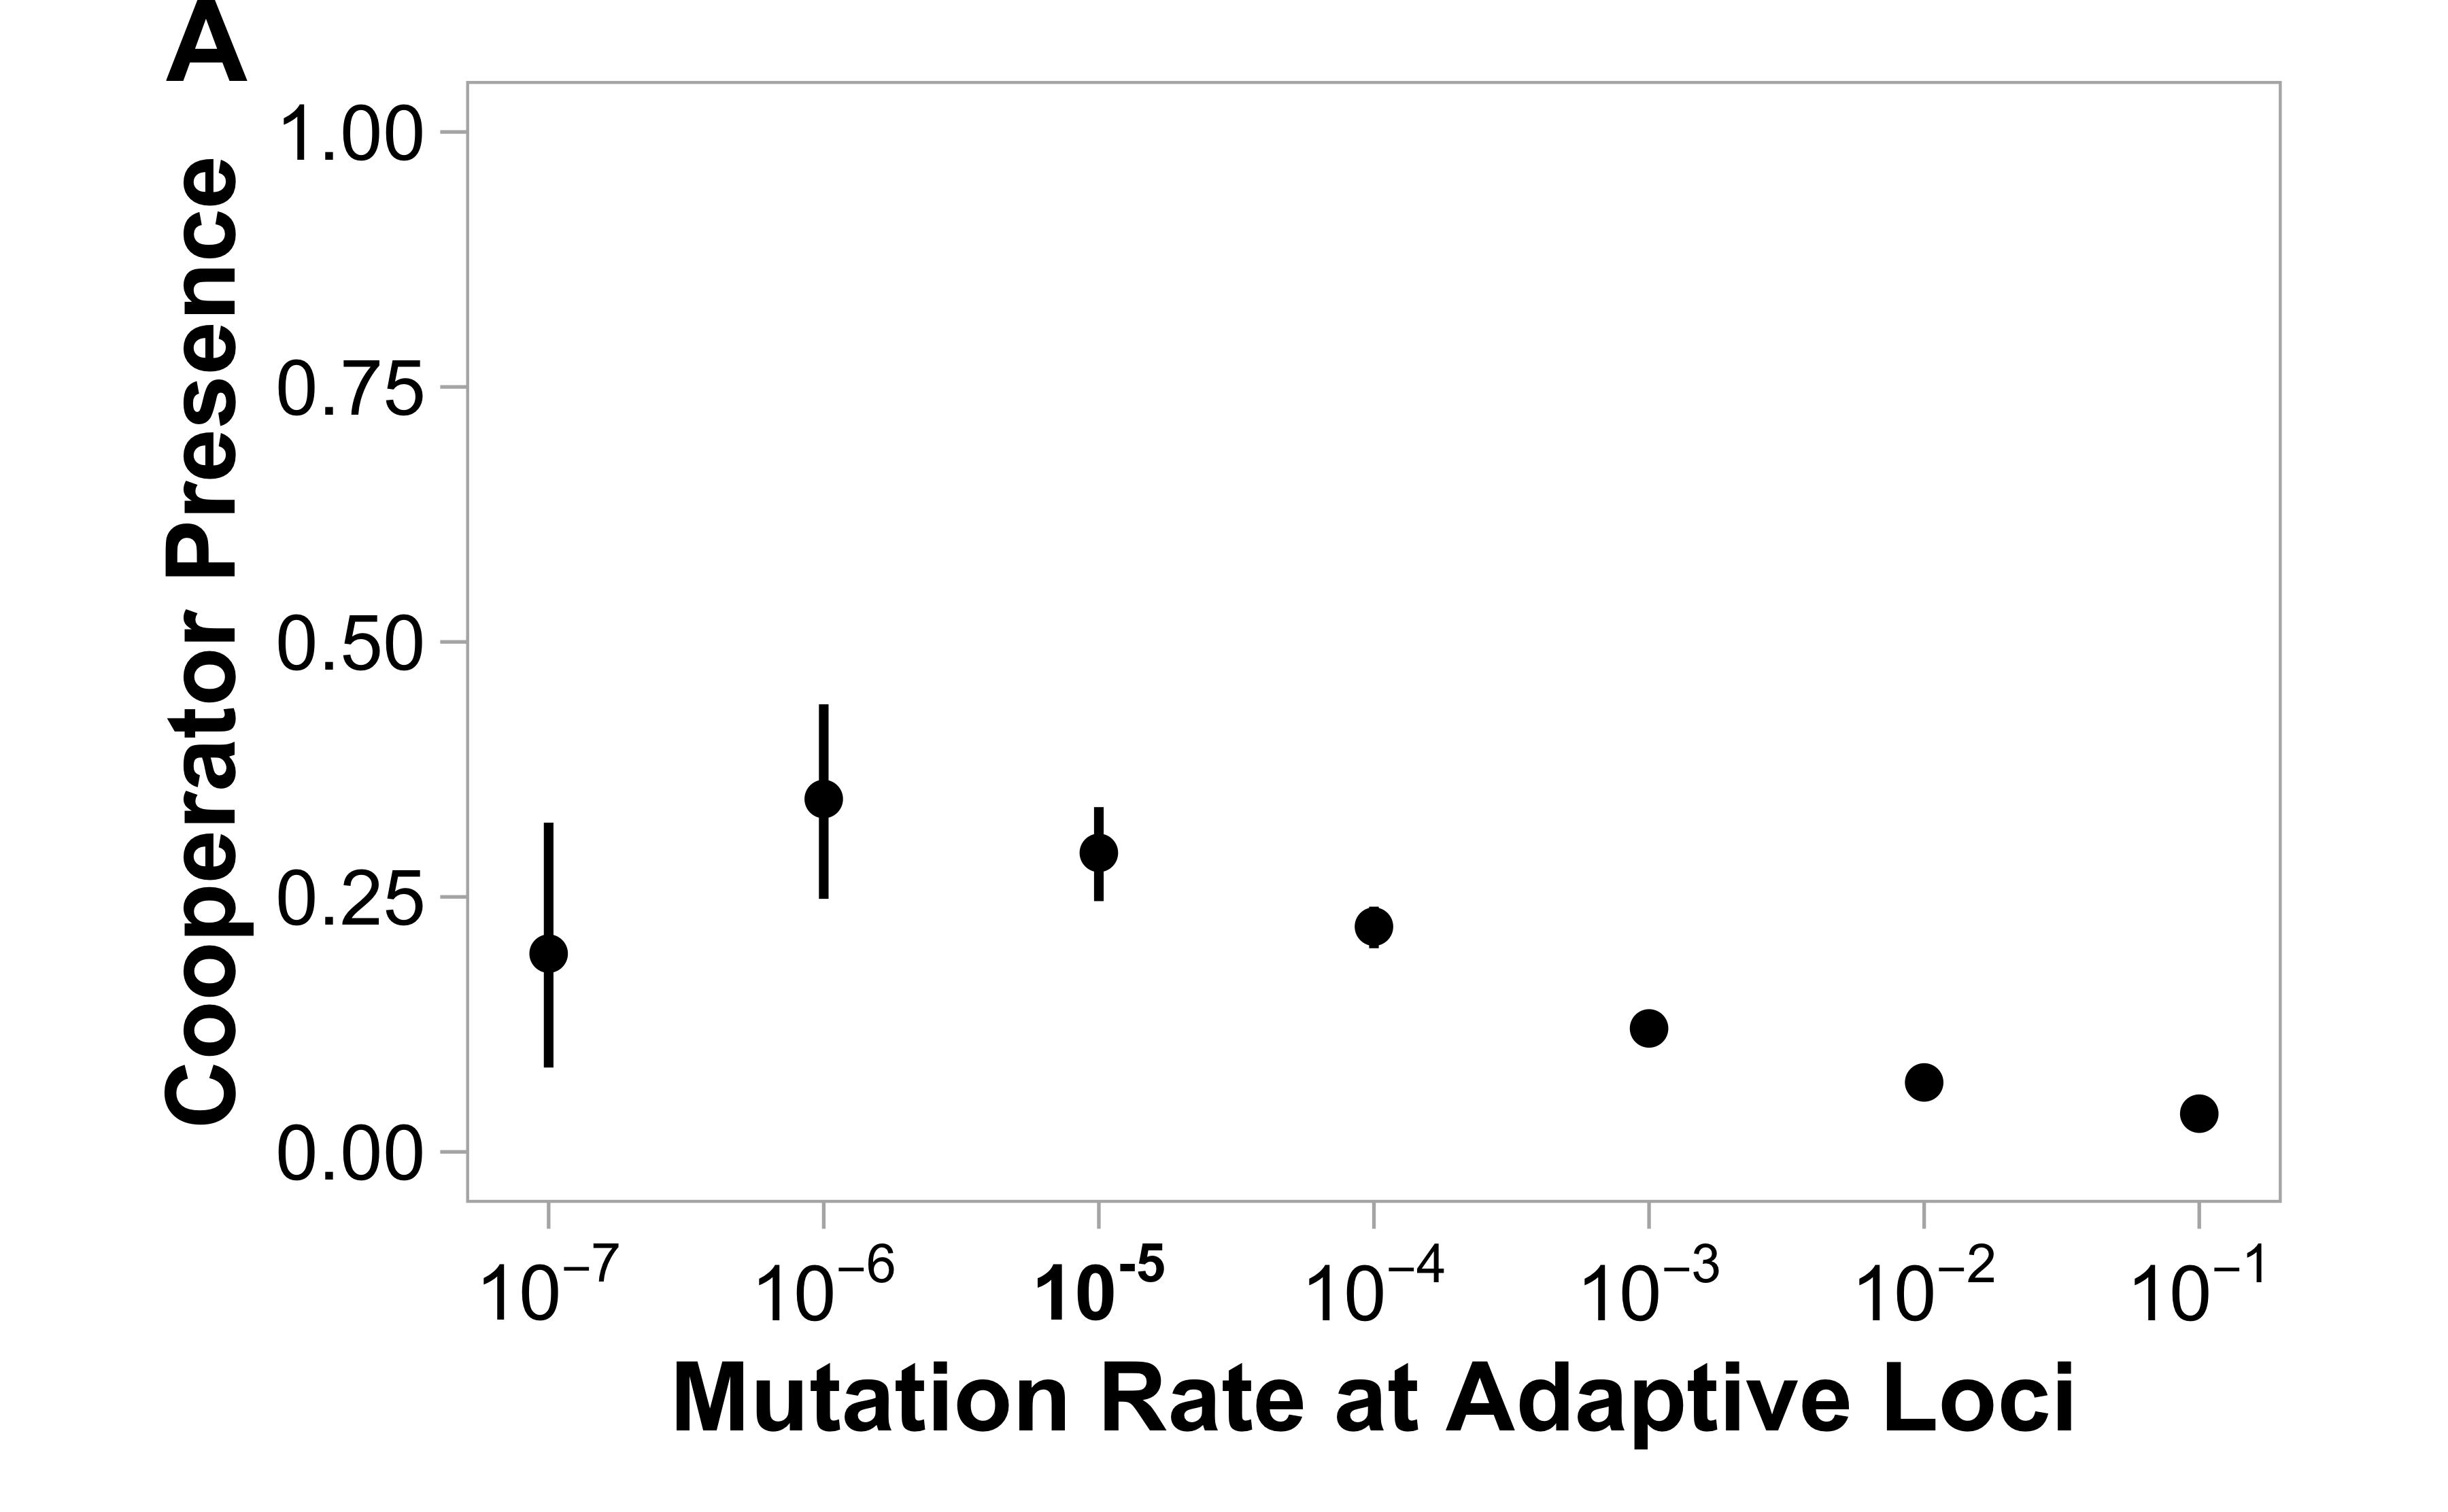 A
Cooperator Presence
1.00
0.75
0.50
0.25
0.00
10⁻⁷ 10⁻⁶ 10⁻⁵ 10⁻⁴ 10⁻³ 10⁻² 10⁻¹
Mutation Rate at Adaptive Loci